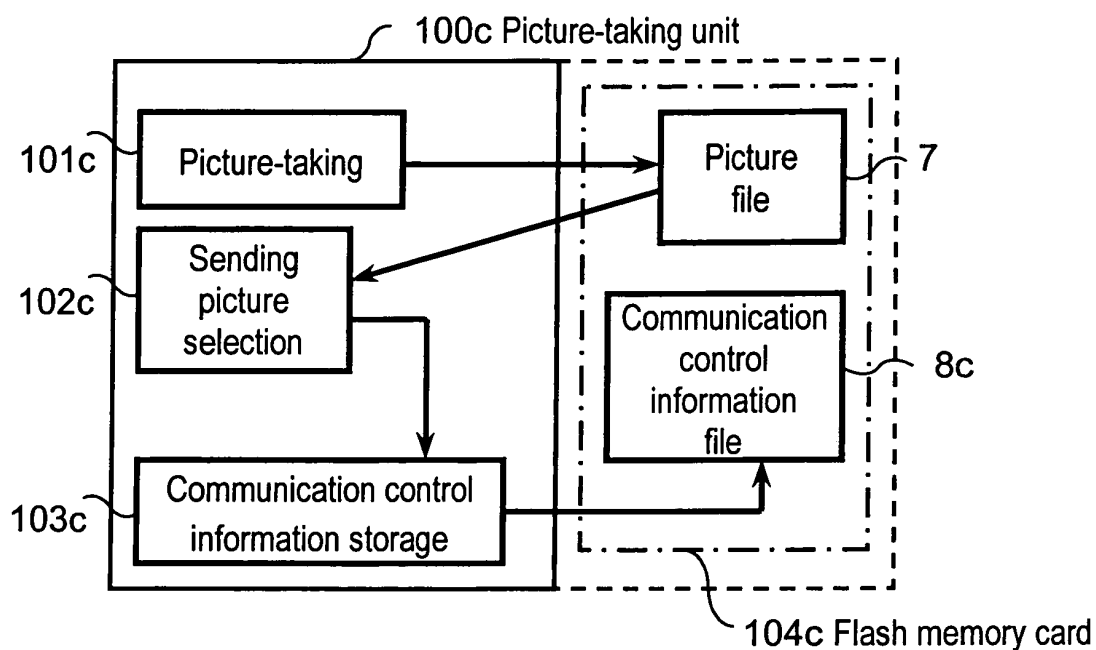 100c Picture-taking unit
101c
Picture-taking
Picture
file
7
102c
Sending
picture
selection
Communication
control
information
file
8c
103c
Communication control
information storage
104c Flash memory card